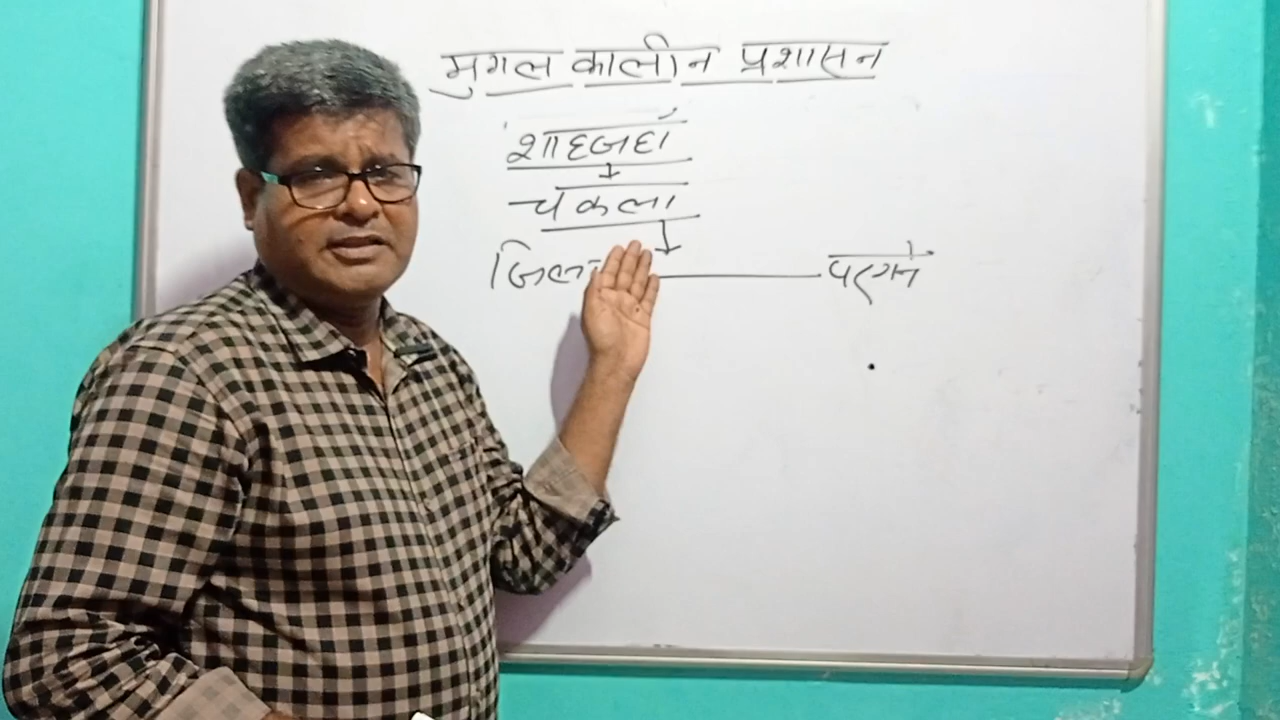 मुगल कालीन प्रशासन
शाहजहाँ
चकला
जिला परगने